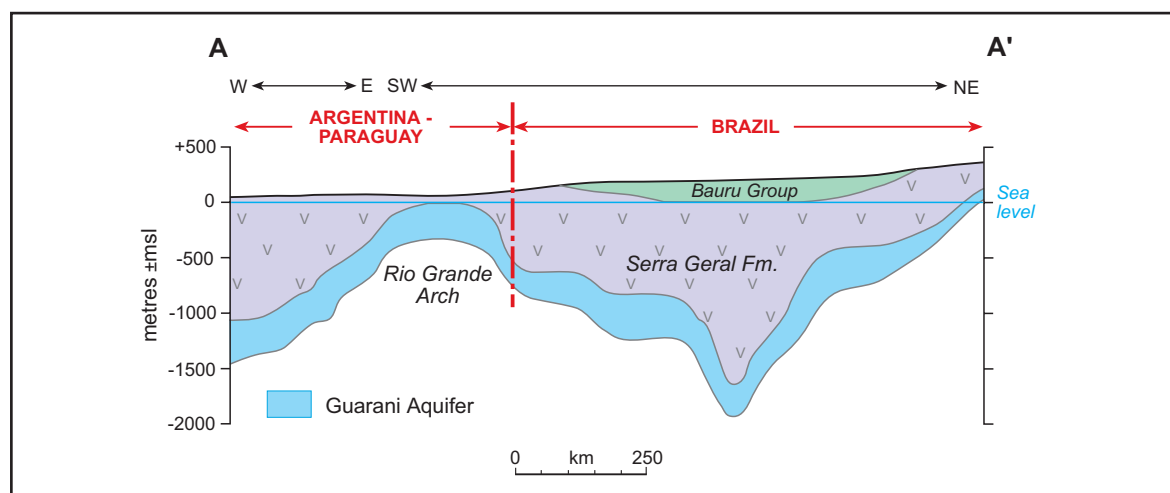 A
A'
W
E
SW
NE
ARGENTINA -
PARAGUAY
BRAZIL
+500
0
-500
-1000
-1500
-2000
metres ±msl
Bauru Group
Sea
level
Serra Geral Fm.
Rio Grande
Arch
V V V V V V V V V V V V V V V V V V V V V V V V V V V
Guarani Aquifer
0 km 250